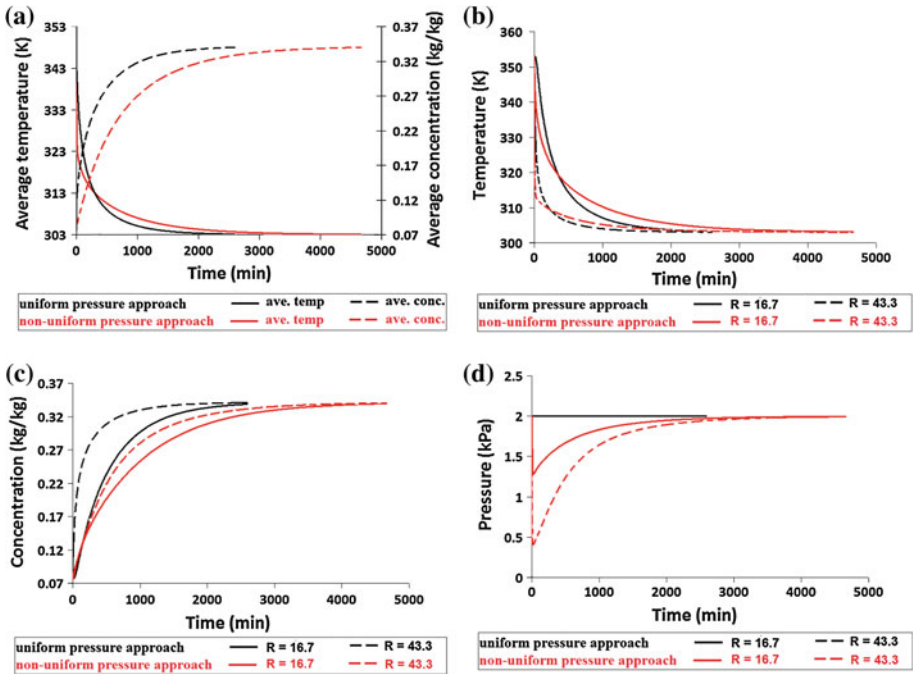 (a)
353
343
333
323
313
303
Average temperature (K)
0.37
0.32
0.27
0.22
0.17
0.12
0.07
Average concentration (kg/kg)
0 1000 2000 3000 4000 5000
Time (min)
uniform pressure approach ave. temp ave. conc.
non-uniform pressure approach ave. temp ave. conc.
(b)
360
350
340
330
320
310
300
Temperature (K)
0 1000 2000 3000 4000 5000
Time (min)
uniform pressure approach R = 16.7 R = 43.3
non-uniform pressure approach R = 16.7 R = 43.3
(c)
0.37
0.32
0.27
0.22
0.17
0.12
0.07
Concentration (kg/kg)
0 1000 2000 3000 4000 5000
Time (min)
uniform pressure approach R = 16.7 R = 43.3
non-uniform pressure approach R = 16.7 R = 43.3
(d)
2.5
2
1.5
1
0.5
0
Pressure (kPa)
0 1000 2000 3000 4000 5000
Time (min)
uniform pressure approach R = 16.7 R = 43.3
non-uniform pressure approach R = 16.7 R = 43.3